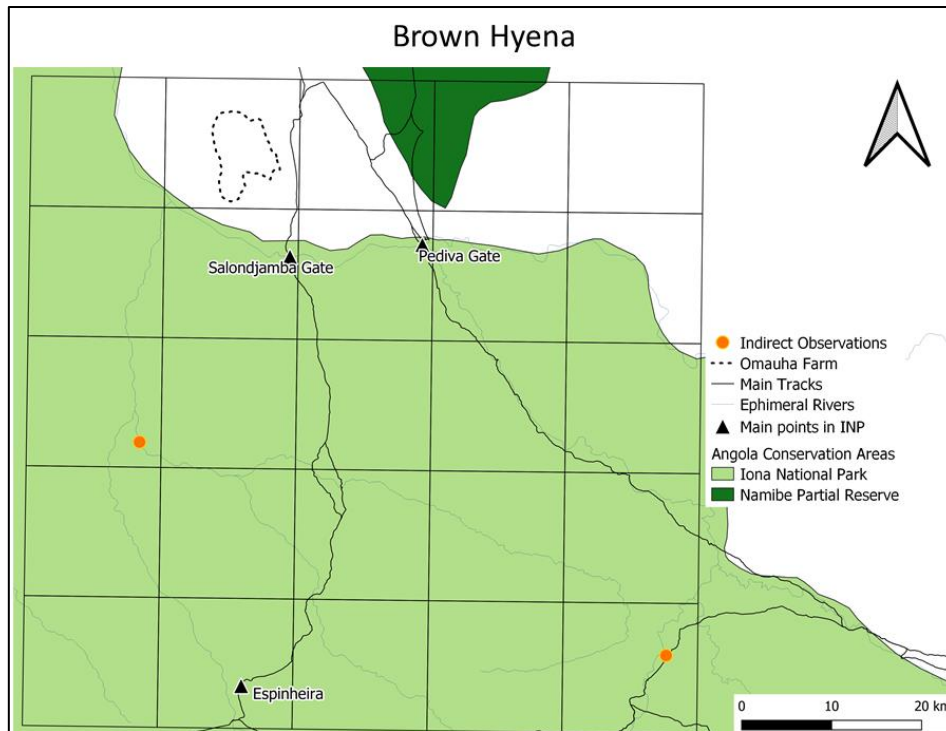 Brown Hyena
Salondjamba Gate
Pediva Gate
Indirect Observations
Omauha Farm
Main Tracks
Ephimeral Rivers
Main points in INP
Angola Conservation Areas
Iona National Park
Namibe Partial Reserve
Espinheira
0 10 20 km